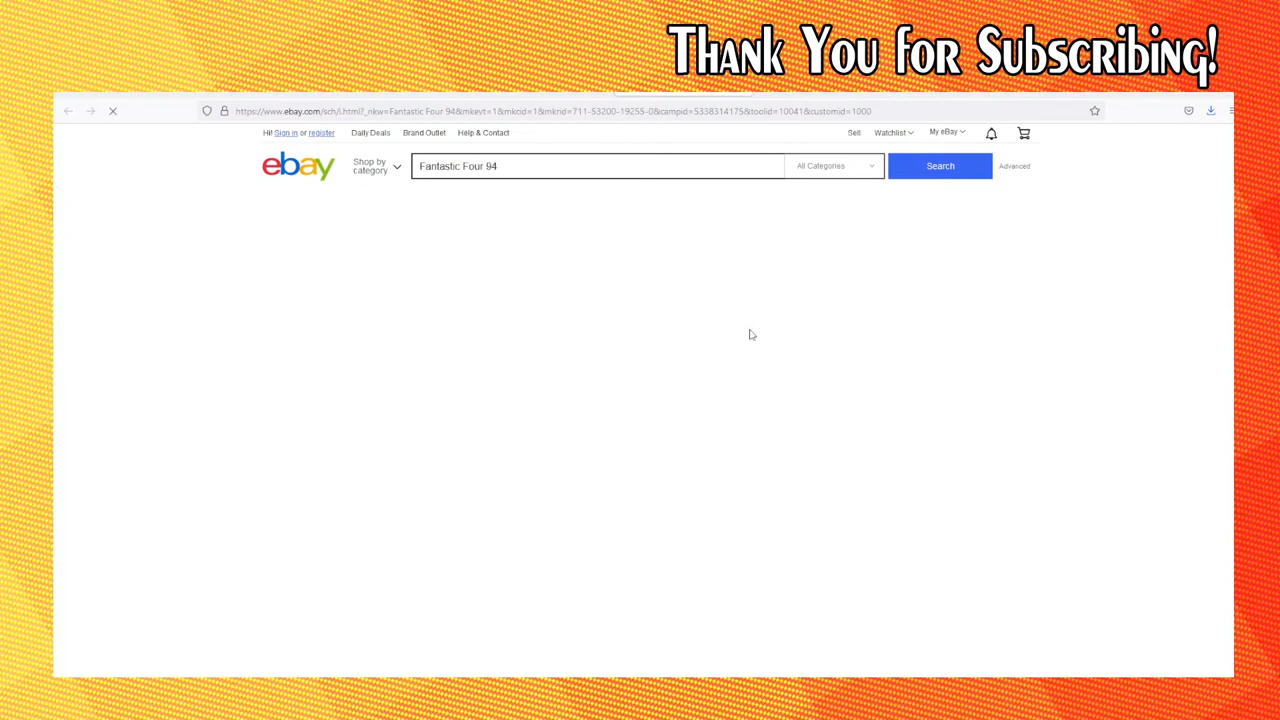 Thank You for Subscribing!
https://www.ebay.com/sch/i.html?_nkw=Fantastic Four 94&mkevt=1&mkcid=1&mkrid=711-53200-19255-0&campid=5338314175&toolid=10041&customid=1000
Hi! Sign in or register Daily Deals Brand Outlet Help & Contact Sell Watchlist My eBay
ebay Shop by category Fantastic Four 94 All Categories Search Advanced